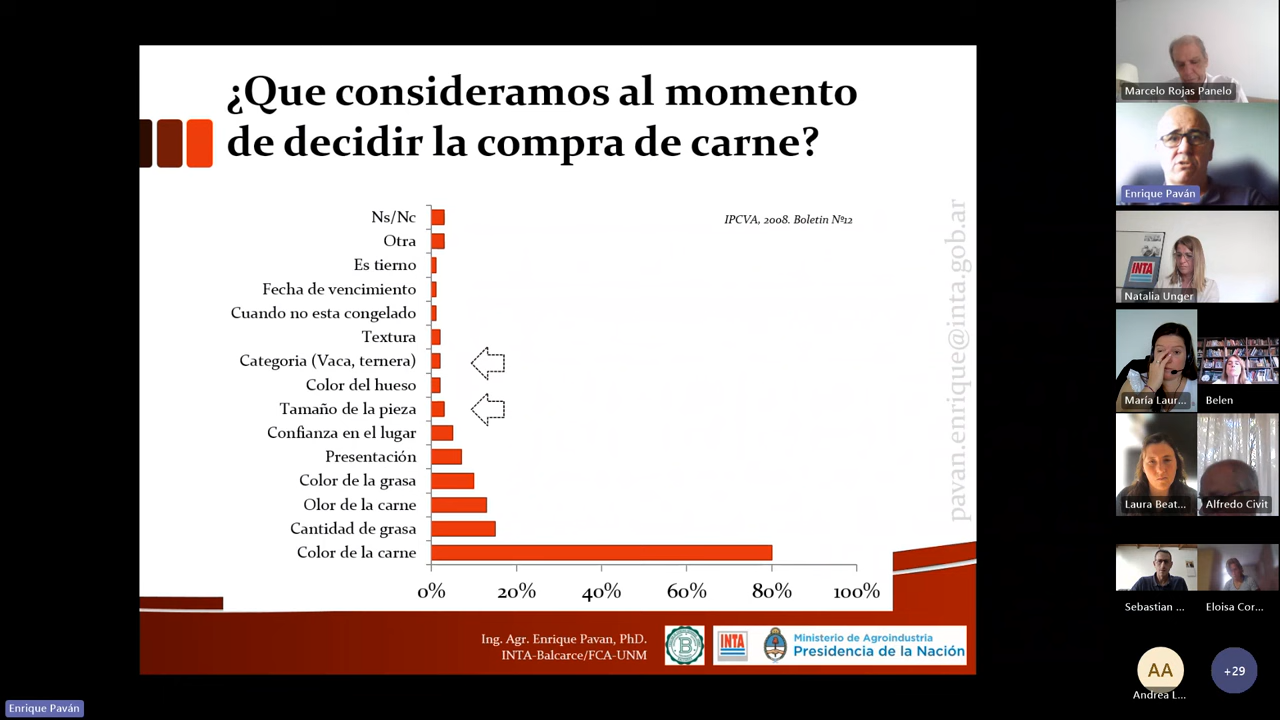 ¿Que consideramos al momento
de decidir la compra de carne?
IPCVA, 2008. Boletin Nº12
Ns/Nc
Otra
Es tierno
Fecha de vencimiento
Cuando no esta congelado
Textura
Categoria (Vaca, ternera)
Color del hueso
Tamaño de la pieza
Confianza en el lugar
Presentación
Color de la grasa
Olor de la carne
Cantidad de grasa
Color de la carne
0% 20% 40% 60% 80% 100%
pavan.enrique@inta.gob.ar
Ing. Agr. Enrique Pavan, PhD.
INTA-Balcarce/FCA-UNM
B
INTA
Ministerio de Agroindustria
Presidencia de la Nación
Marcelo Rojas Panelo
Enrique Paván
INTA
Natalia Unger
María Laur...
Belen
Laura Beat...
Alfredo Civit
Sebastian ...
Eloisa Cor...
AA
Andrea L...
+29
Enrique Paván